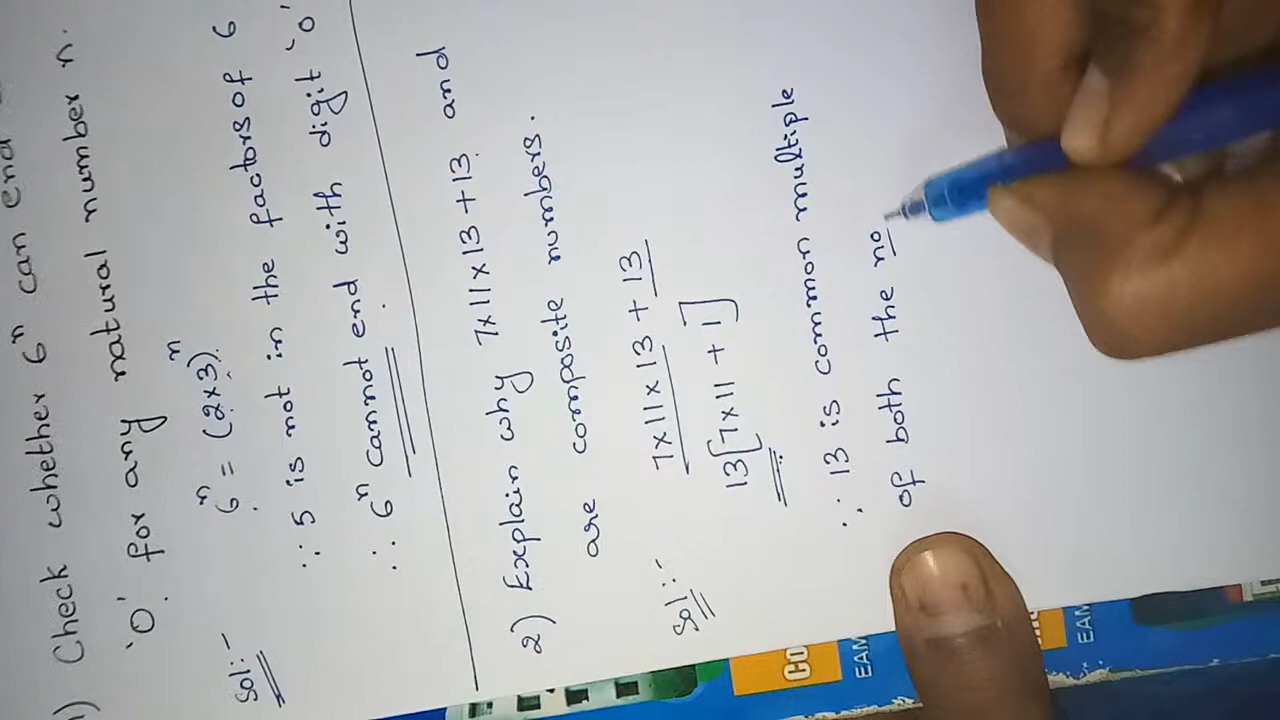 1) Check whether 6ⁿ can end
'0'. for any natural number n.
Sol:- 6ⁿ = (2×3)ⁿ
∵ 5 is not in the factors of 6
∴ 6ⁿ cannot end with digit '0'
2) Explain why 7×11×13+13 and
are composite numbers.
Sol:- 7×11×13 + 13
13[7×11 + 1]
∴ 13 is common multiple
of both the no
Co
EAM
EAM